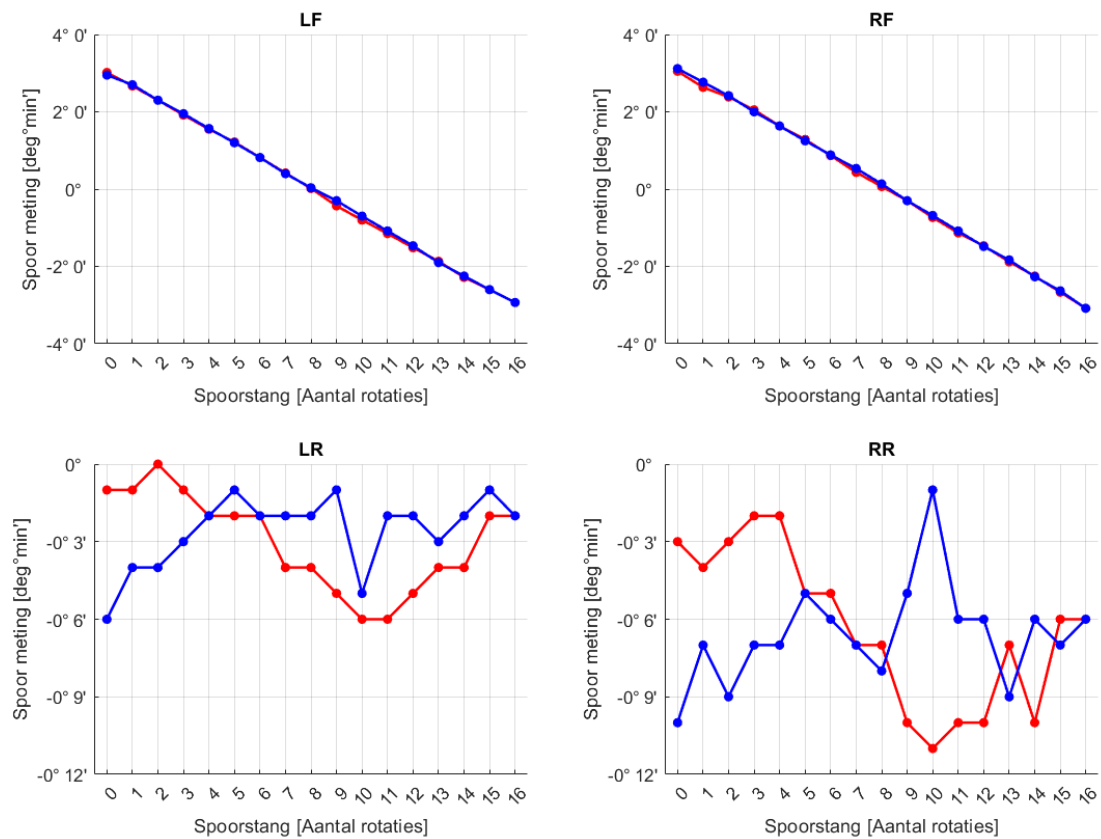 LF
4° 0'
2° 0'
0°
-2° 0'
-4° 0'
Spoor meting [deg°min']
0 1 2 3 4 5 6 7 8 9 10 11 12 13 14 15 16
Spoorstang [Aantal rotaties]
RF
4° 0'
2° 0'
0°
-2° 0'
-4° 0'
Spoor meting [deg°min']
0 1 2 3 4 5 6 7 8 9 10 11 12 13 14 15 16
Spoorstang [Aantal rotaties]
LR
0°
-0° 3'
-0° 6'
-0° 9'
-0° 12'
Spoor meting [deg°min']
0 1 2 3 4 5 6 7 8 9 10 11 12 13 14 15 16
Spoorstang [Aantal rotaties]
RR
0°
-0° 3'
-0° 6'
-0° 9'
-0° 12'
Spoor meting [deg°min']
0 1 2 3 4 5 6 7 8 9 10 11 12 13 14 15 16
Spoorstang [Aantal rotaties]